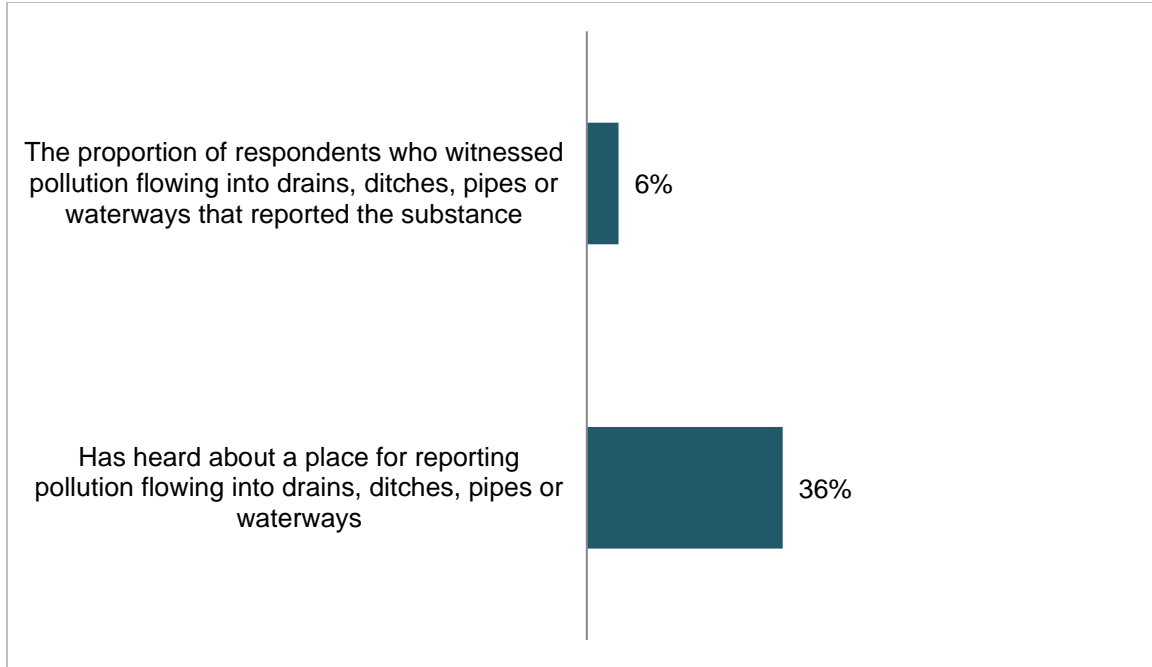 The proportion of respondents who witnessed
pollution flowing into drains, ditches, pipes or
waterways that reported the substance
6%
Has heard about a place for reporting
pollution flowing into drains, ditches, pipes or
waterways
36%